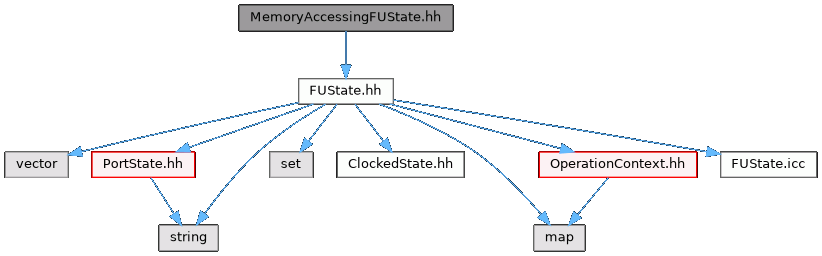 MemoryAccessingFUState.hh
FUState.hh
vector
PortState.hh
set
ClockedState.hh
OperationContext.hh
FUState.icc
string
map